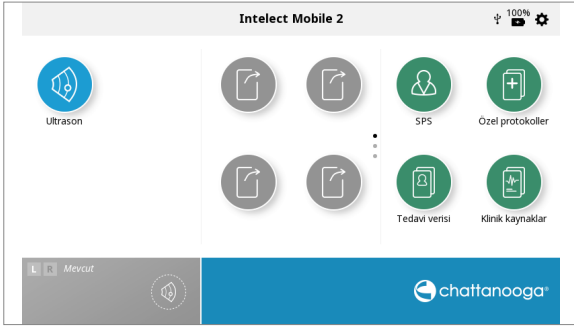 Intelect Mobile 2
100%
Ultrason
SPS
Özel protokoller
Tedavi verisi
Klinik kaynaklar
L R Mevcut
chattanooga®